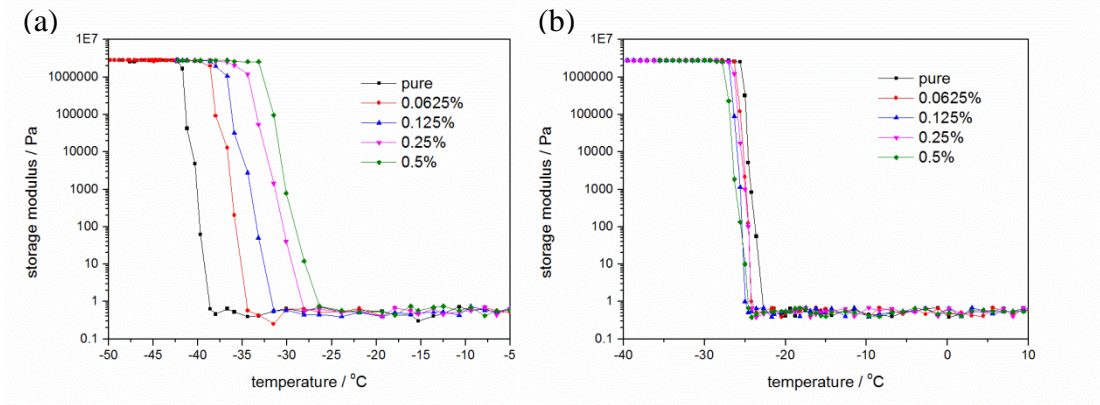 (a)
1E7
1000000
100000
10000
1000
100
10
1
0.1
storage modulus / Pa
-50 -45 -40 -35 -30 -25 -20 -15 -10 -5
temperature / °C
pure
0.0625%
0.125%
0.25%
0.5%
(b)
1E7
1000000
100000
10000
1000
100
10
1
0.1
storage modulus / Pa
-40 -30 -20 -10 0 10
temperature / °C
pure
0.0625%
0.125%
0.25%
0.5%